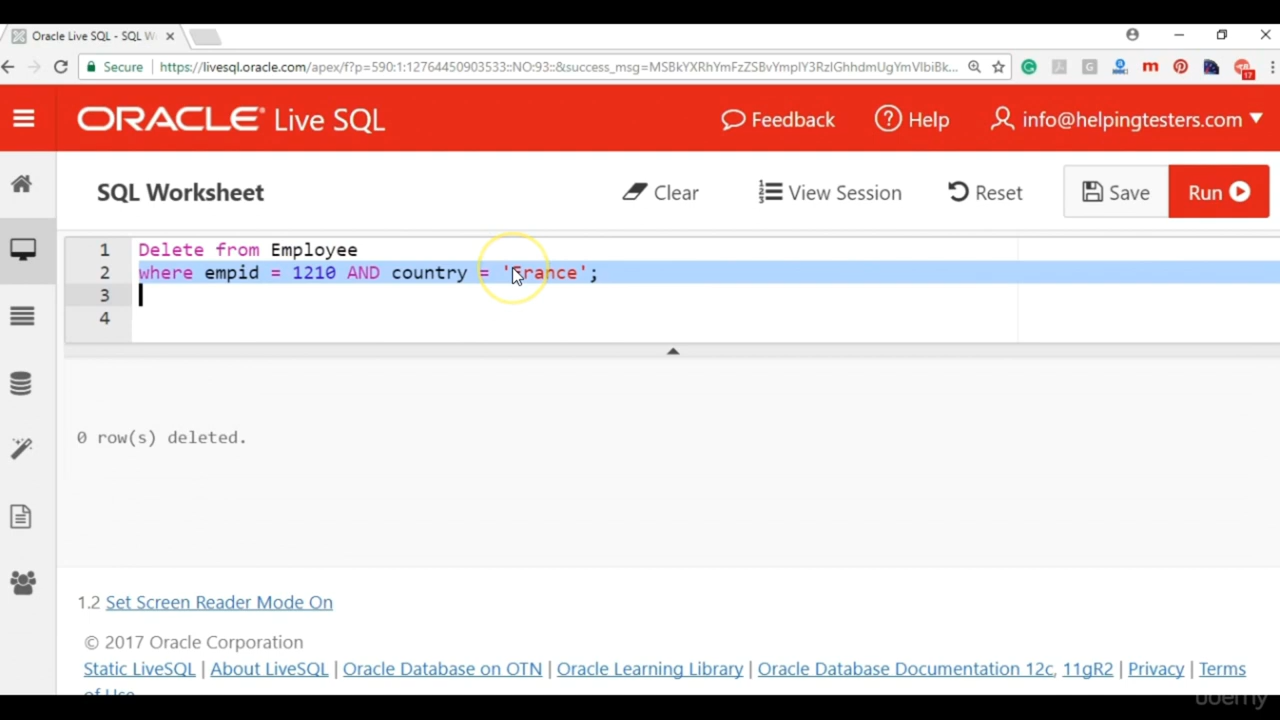 Oracle Live SQL - SQL W
Secure https://livesql.oracle.com/apex/f?p=590:1:12764450903533::NO:93::&success_msg=MSBkYXRhYmFzZSBvYmplY3RzIGhhdmUgYmVlbiBk...
17
ORACLE® Live SQL
Feedback
Help
info@helpingtesters.com
SQL Worksheet
Clear
View Session
Reset
Save
Run
1 Delete from Employee
2 where empid = 1210 AND country = 'France';
3
4
0 row(s) deleted.
1.2 Set Screen Reader Mode On
© 2017 Oracle Corporation
Static LiveSQL | About LiveSQL | Oracle Database on OTN | Oracle Learning Library | Oracle Database Documentation 12c, 11gR2 | Privacy | Terms
of Use
udemy